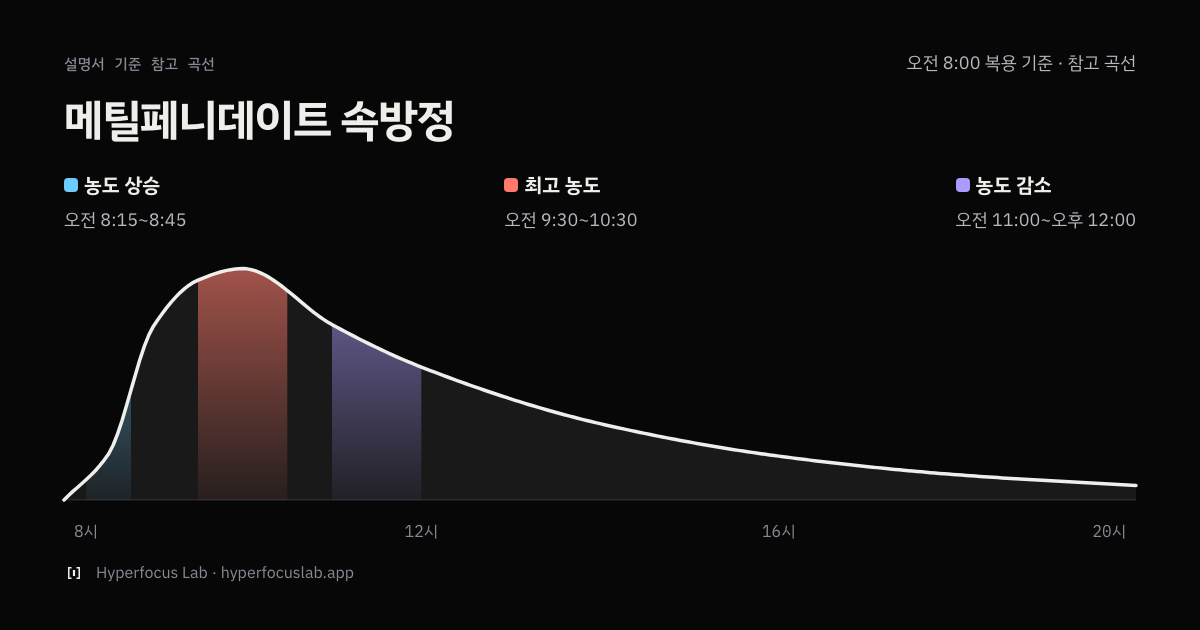 설명서 기준 참고 곡선
오전 8:00 복용 기준 · 참고 곡선
메틸페니데이트 속방정
농도 상승
오전 8:15~8:45
최고 농도
오전 9:30~10:30
농도 감소
오전 11:00~오후 12:00
8시
12시
16시
20시
Hyperfocus Lab · hyperfocuslab.app